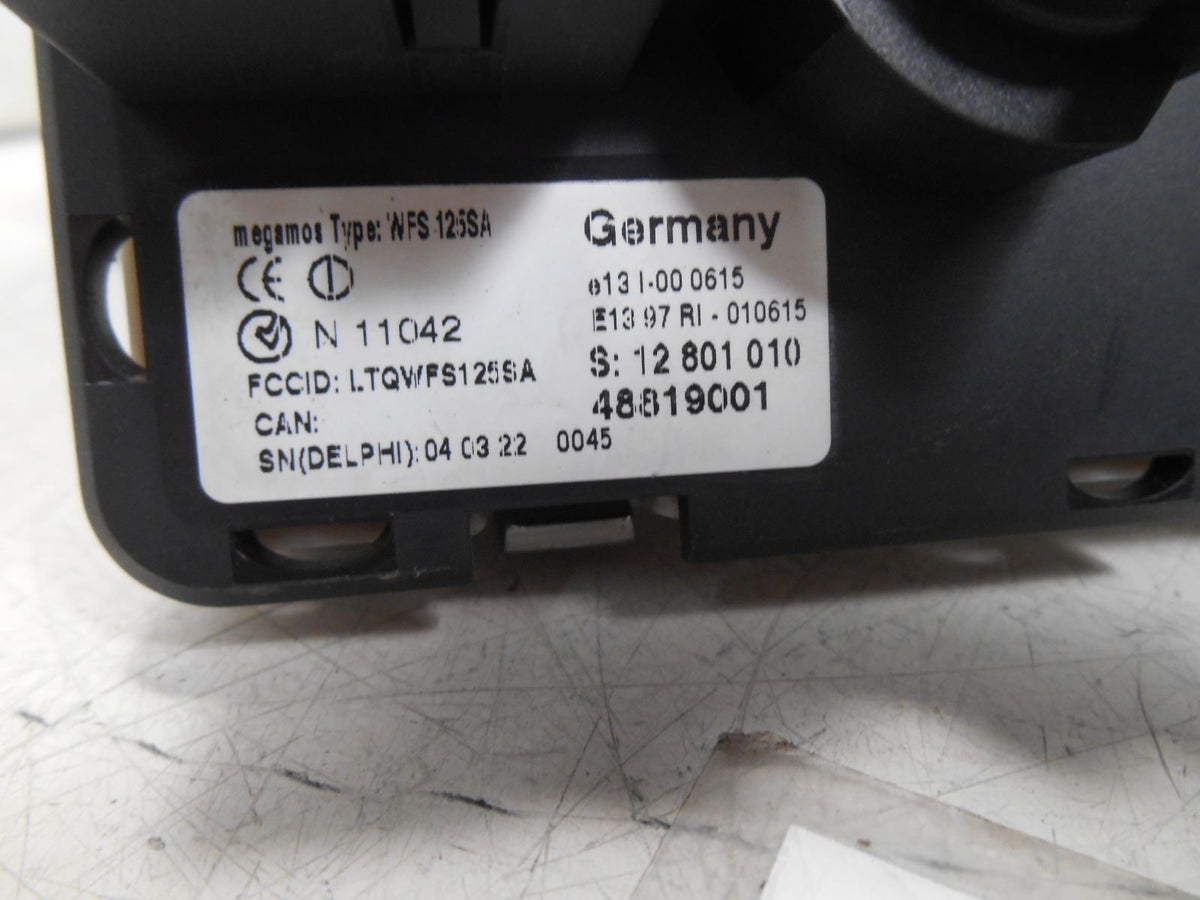 megamos Type: WFS 125SA
CE
N 11042
FCCID: LTQWFS125SA
CAN:
SN(DELPHI): 04 03 22 0045
Germany
e13 I-00 0615
E13 97 RI - 010615
S: 12 801 010
48819001